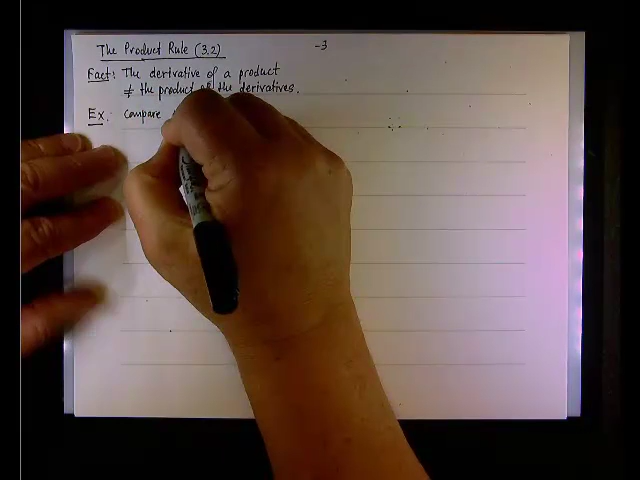 The Product Rule (3.2)
-3
Fact: The derivative of a product
≠ the product of the derivatives.
Ex: Compare